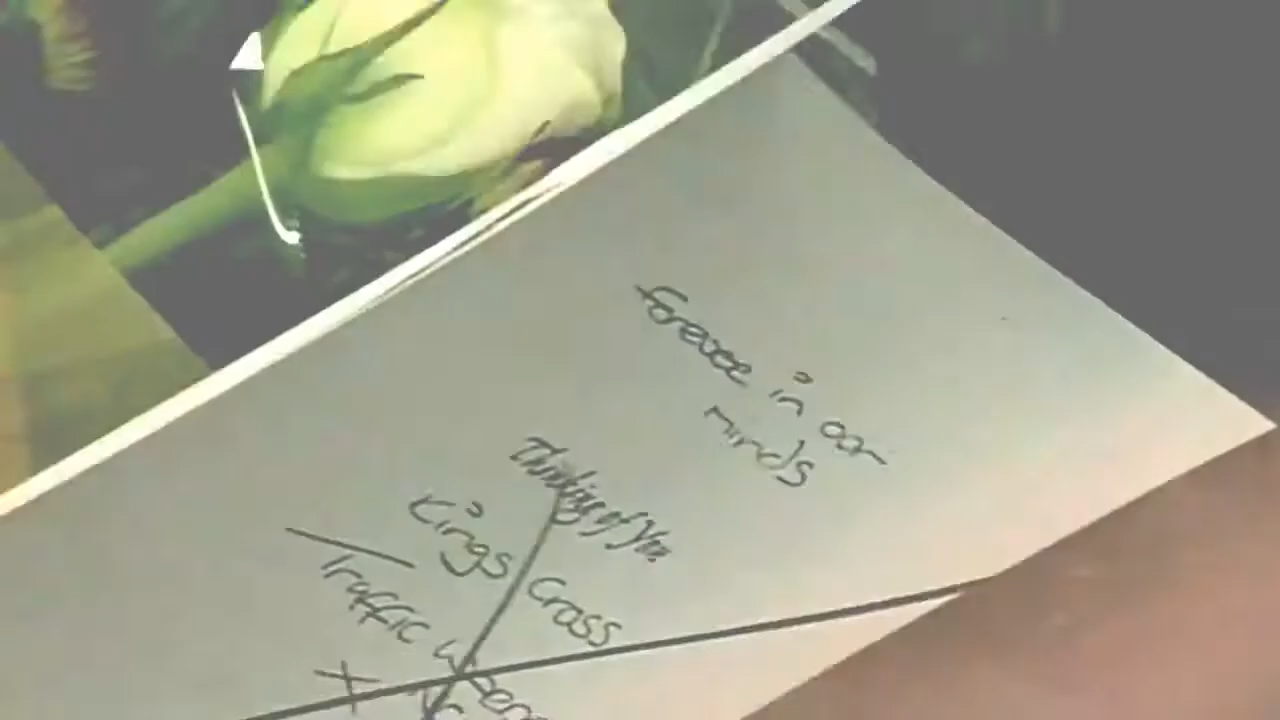 forever in our
minds
Thinking of You
Kings Cross
Traffic
X